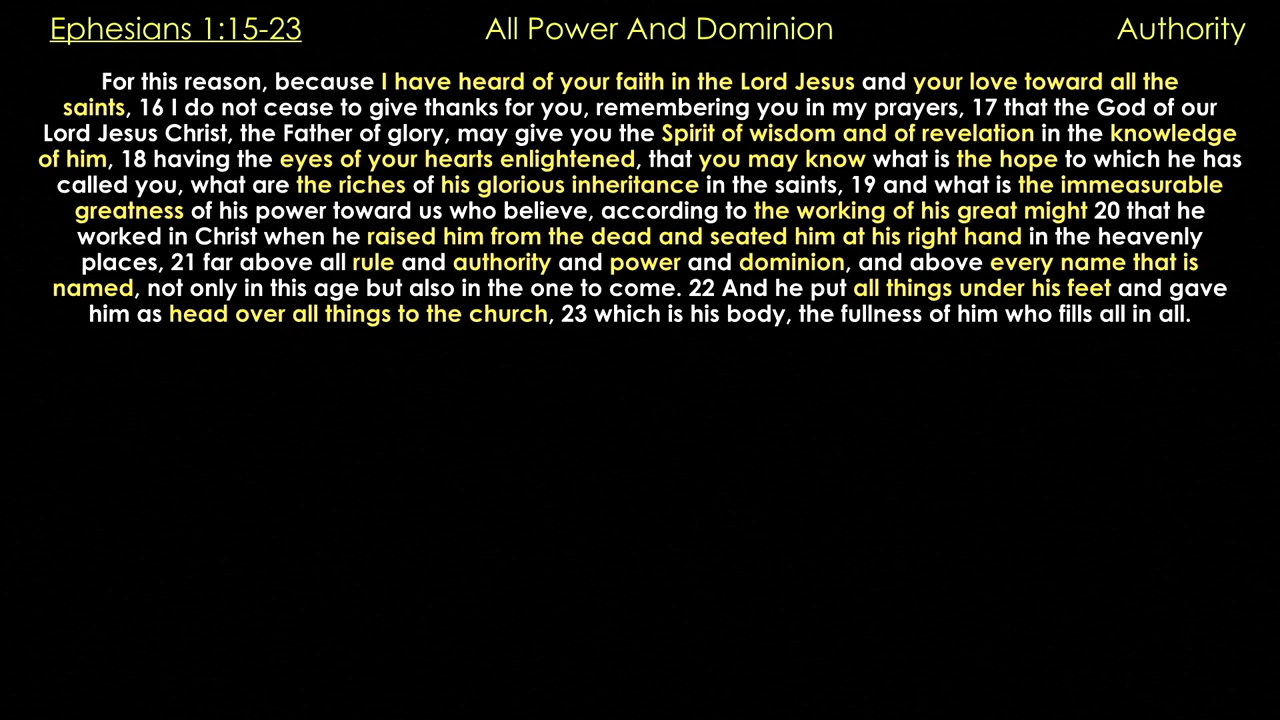 Ephesians 1:15-23 All Power And Dominion Authority
For this reason, because I have heard of your faith in the Lord Jesus and your love toward all the
saints, 16 I do not cease to give thanks for you, remembering you in my prayers, 17 that the God of our
Lord Jesus Christ, the Father of glory, may give you the Spirit of wisdom and of revelation in the knowledge
of him, 18 having the eyes of your hearts enlightened, that you may know what is the hope to which he has
called you, what are the riches of his glorious inheritance in the saints, 19 and what is the immeasurable
greatness of his power toward us who believe, according to the working of his great might 20 that he
worked in Christ when he raised him from the dead and seated him at his right hand in the heavenly
places, 21 far above all rule and authority and power and dominion, and above every name that is
named, not only in this age but also in the one to come. 22 And he put all things under his feet and gave
him as head over all things to the church, 23 which is his body, the fullness of him who fills all in all.